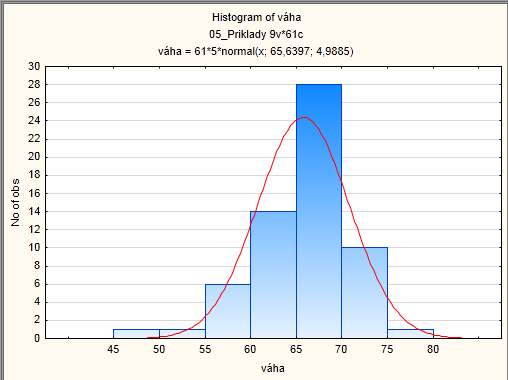 Histogram of váha
05_Priklady 9v*61c
váha = 61*5*normal(x; 65,6397; 4,9885)
30
28
26
24
22
20
18
16
14
12
10
8
6
4
2
0
No of obs
45 50 55 60 65 70 75 80
váha